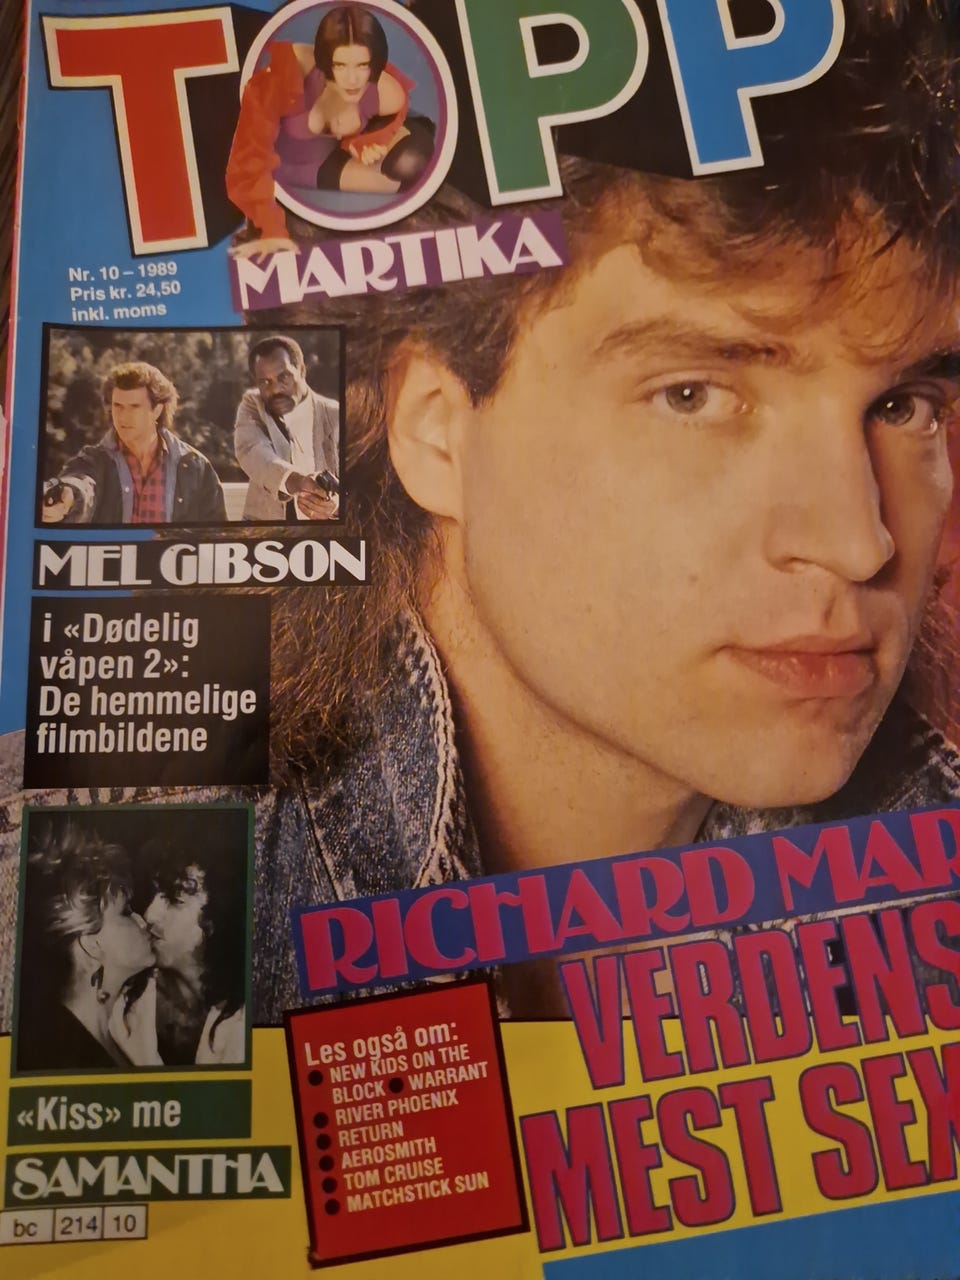 TOPP
MARTIKA
Nr. 10 – 1989
Pris kr. 24,50
inkl. moms
MEL GIBSON
i «Dødelig
våpen 2»:
De hemmelige
filmbildene
RICHARD MAR
VERDENS
MEST SEX
Les også om:
● NEW KIDS ON THE
BLOCK ● WARRANT
● RIVER PHOENIX
● RETURN
● AEROSMITH
● TOM CRUISE
● MATCHSTICK SUN
«Kiss» me
SAMANTHA
bc 214 10